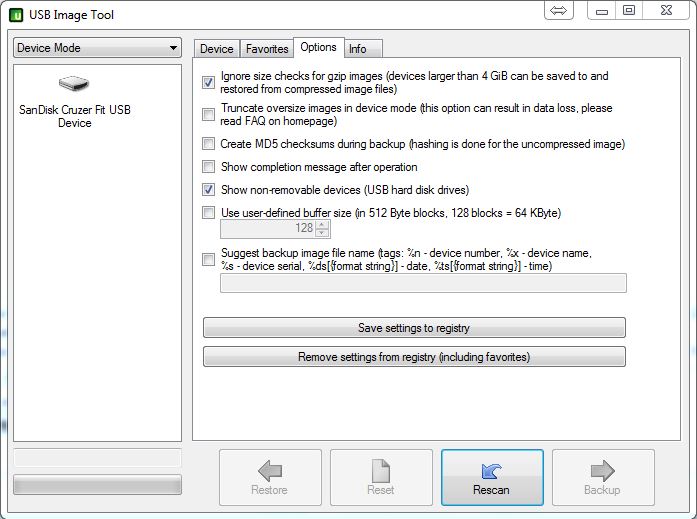 USB Image Tool
Device Mode
Device
Favorites
Options
Info
SanDisk Cruzer Fit USB
Device
Ignore size checks for gzip images (devices larger than 4 GiB can be saved to and
restored from compressed image files)
Truncate oversize images in device mode (this option can result in data loss, please
read FAQ on homepage)
Create MD5 checksums during backup (hashing is done for the uncompressed image)
Show completion message after operation
Show non-removable devices (USB hard disk drives)
Use user-defined buffer size (in 512 Byte blocks, 128 blocks = 64 KByte)
128
Suggest backup image file name (tags: %n - device number, %x - device name,
%s - device serial, %ds[{format string}] - date, %ts[{format string}] - time)
Save settings to registry
Remove settings from registry (including favorites)
Restore
Reset
Rescan
Backup